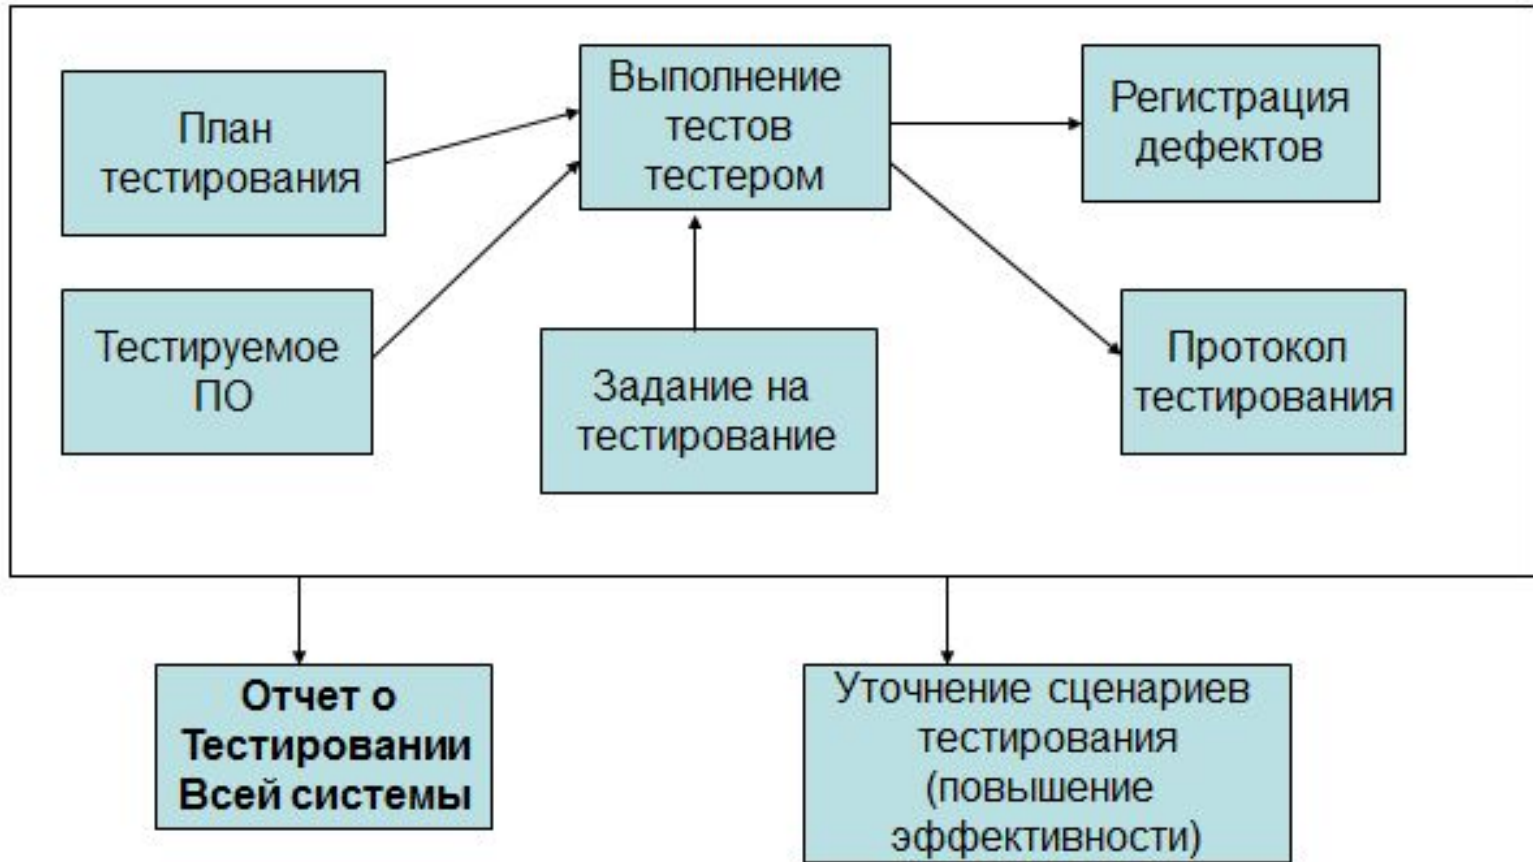 План
тестирования
Выполнение
тестов
тестером
Регистрация
дефектов
Тестируемое
ПО
Задание на
тестирование
Протокол
тестирования
Отчет о
Тестировании
Всей системы
Уточнение сценариев
тестирования
(повышение
эффективности)